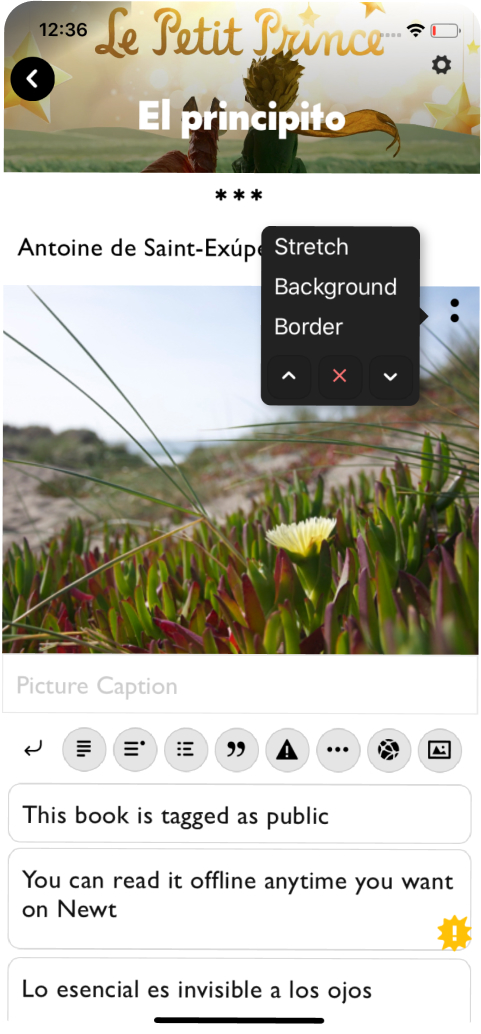 12:36
Le Petit Prince
El principito
***
Antoine de Saint-Exúpe
Stretch
Background
Border
Picture Caption
This book is tagged as public
You can read it offline anytime you want
on Newt
Lo esencial es invisible a los ojos